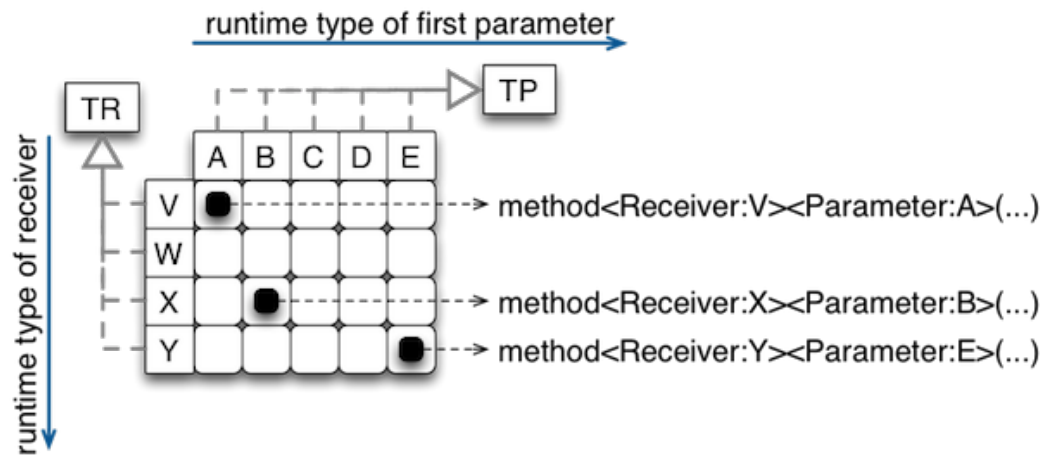 runtime type of first parameter
TR
TP
runtime type of receiver
A B C D E
V method<Receiver:V><Parameter:A>(...)
W
X method<Receiver:X><Parameter:B>(...)
Y method<Receiver:Y><Parameter:E>(...)